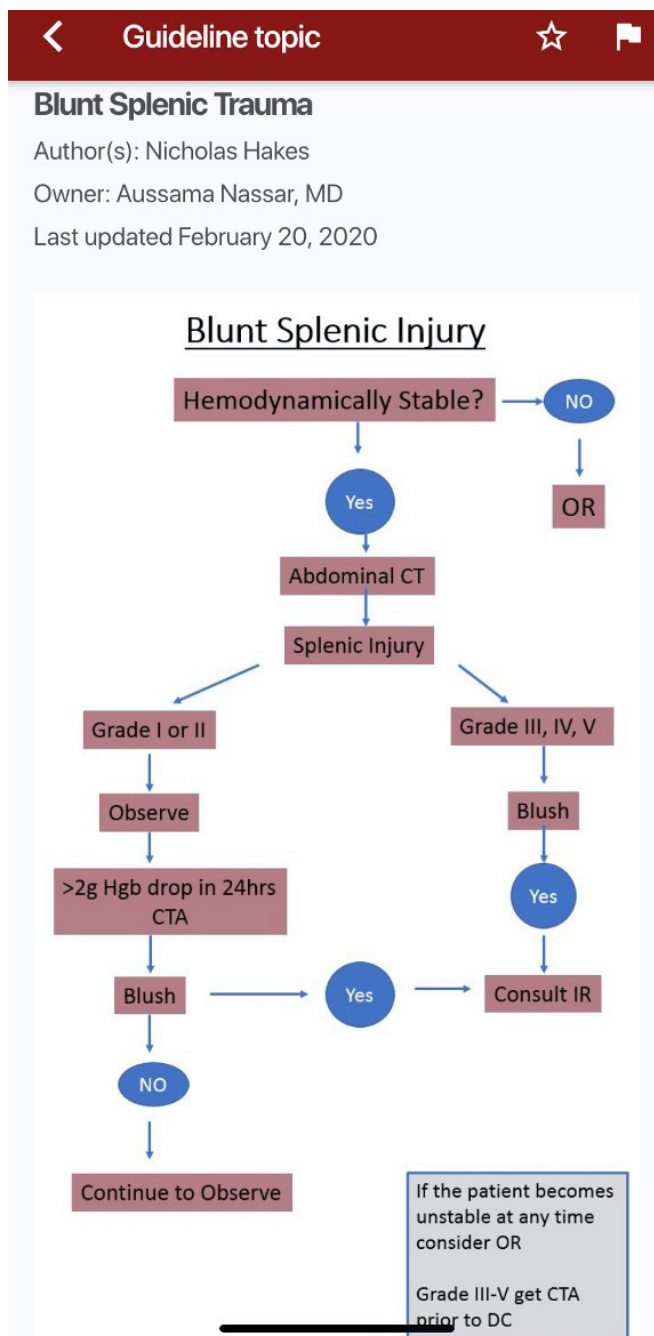 Guideline topic
Blunt Splenic Trauma
Author(s): Nicholas Hakes
Owner: Aussama Nassar, MD
Last updated February 20, 2020
Blunt Splenic Injury
Hemodynamically Stable?
NO
Yes
OR
Abdominal CT
Splenic Injury
Grade I or II
Grade III, IV, V
Observe
Blush
>2g Hgb drop in 24hrs
CTA
Yes
Blush
Yes
Consult IR
NO
Continue to Observe
If the patient becomes
unstable at any time
consider OR
Grade III-V get CTA
prior to DC